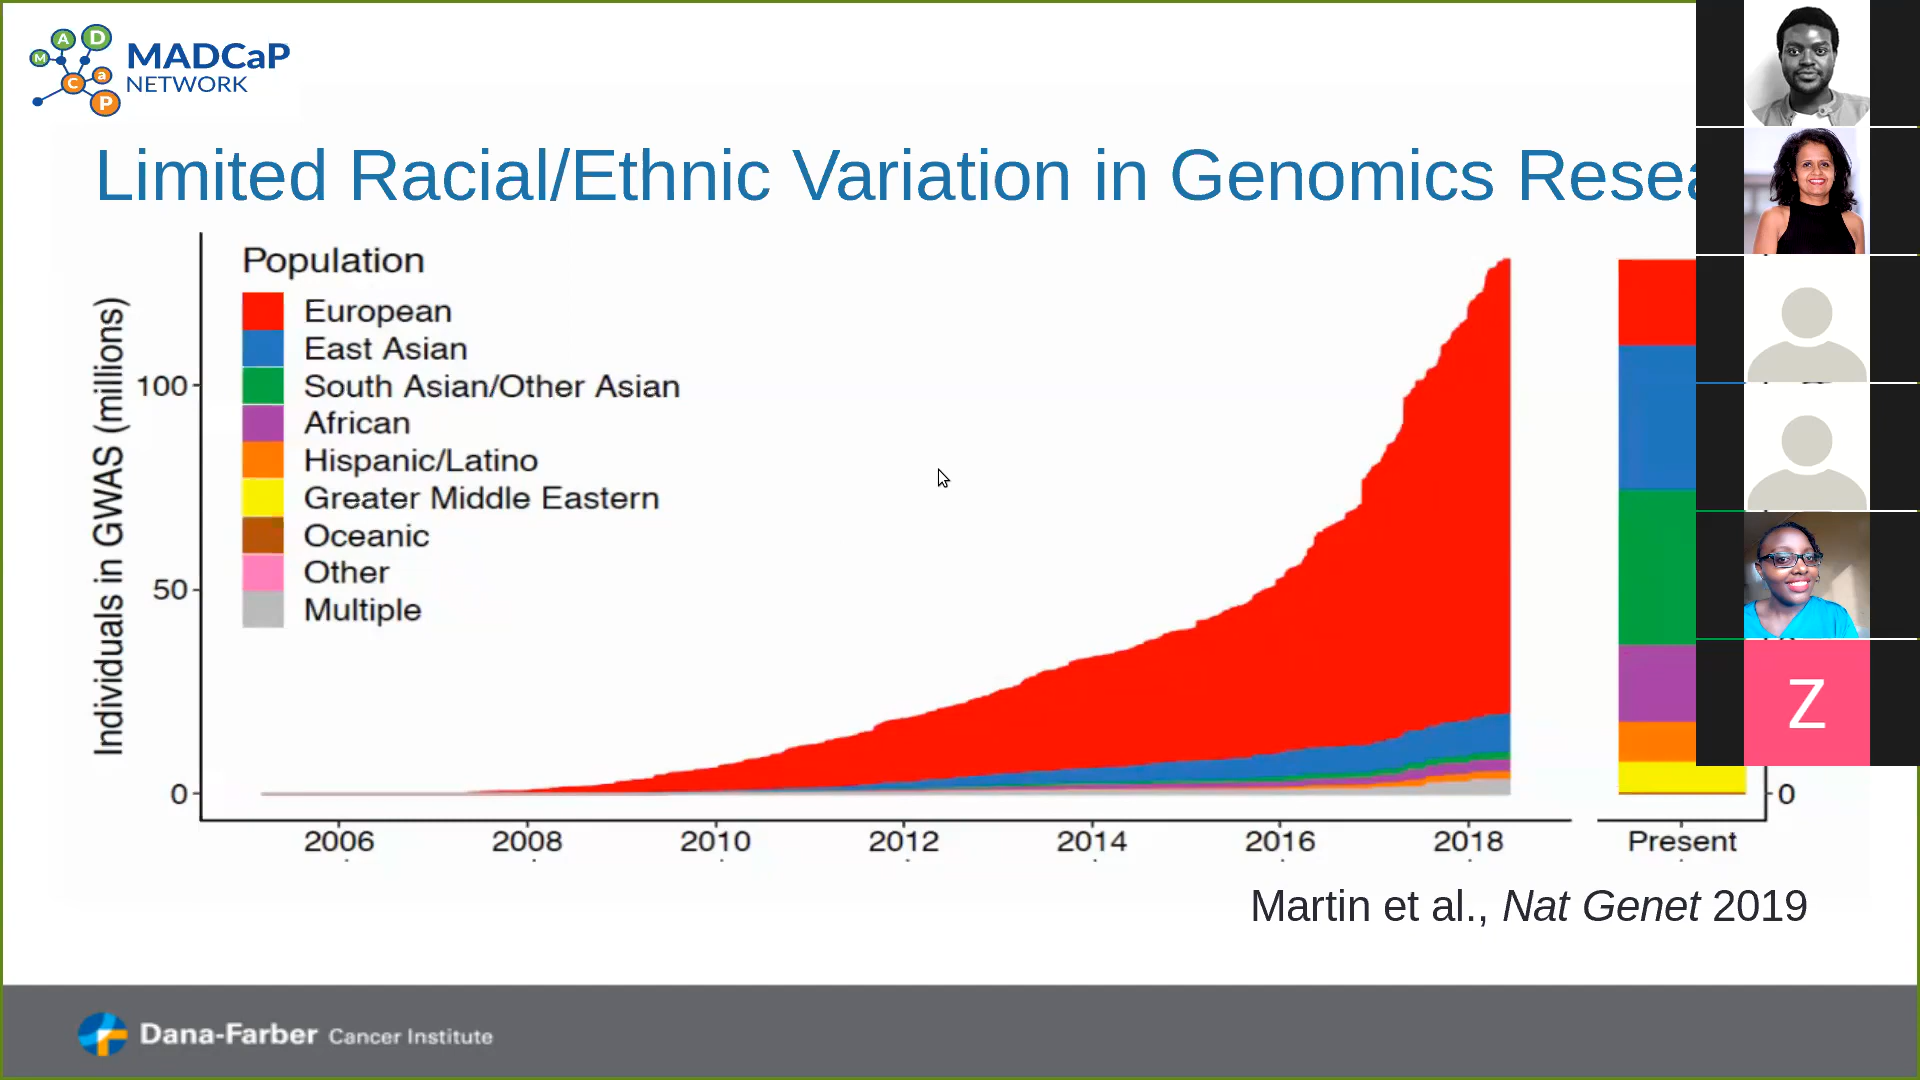 M A D C a P
MADCaP
NETWORK
Limited Racial/Ethnic Variation in Genomics Resea
Population
European
East Asian
South Asian/Other Asian
African
Hispanic/Latino
Greater Middle Eastern
Oceanic
Other
Multiple
Individuals in GWAS (millions)
100
50
0
2006 2008 2010 2012 2014 2016 2018
Present
0
Z
Martin et al., Nat Genet 2019
Dana-Farber Cancer Institute